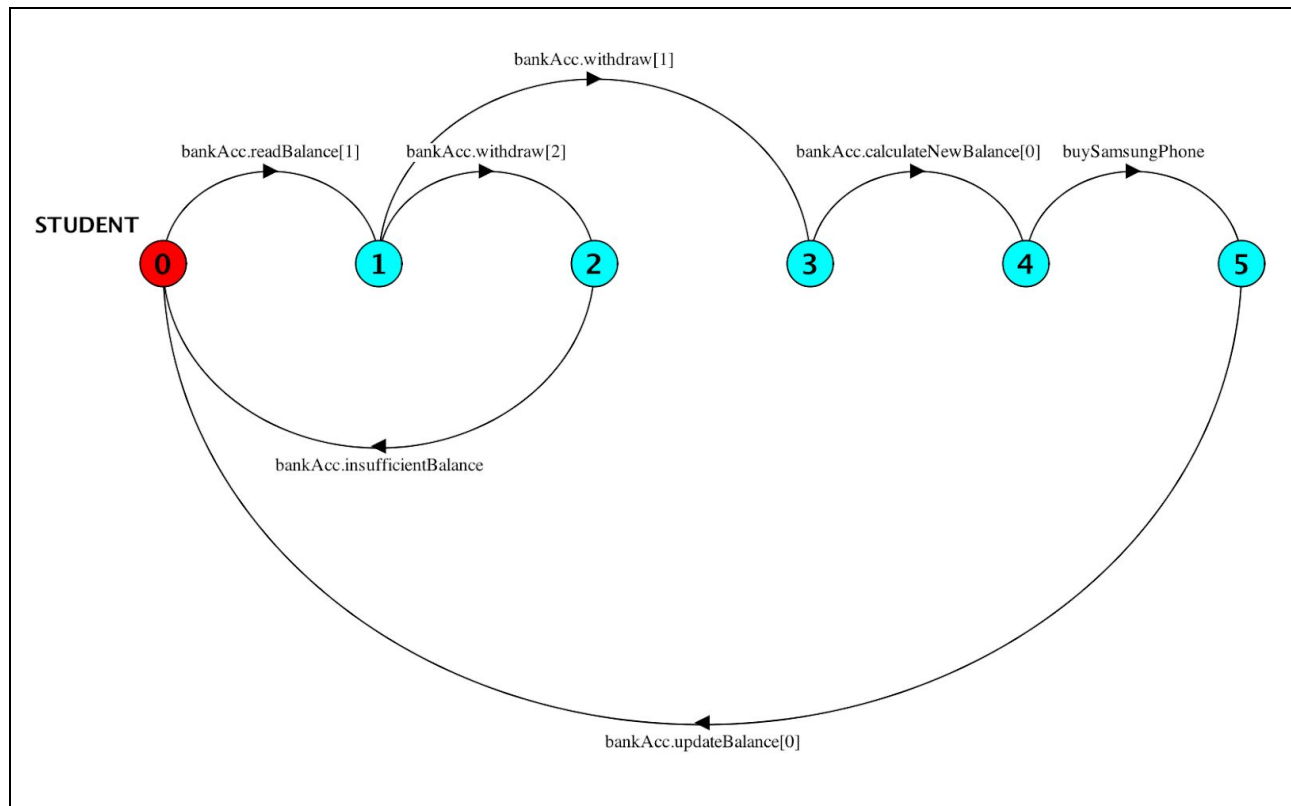 bankAcc.withdraw[1]
bankAcc.readBalance[1]
bankAcc.withdraw[2]
bankAcc.calculateNewBalance[0]
buySamsungPhone
STUDENT
0
1
2
3
4
5
bankAcc.insufficientBalance
bankAcc.updateBalance[0]